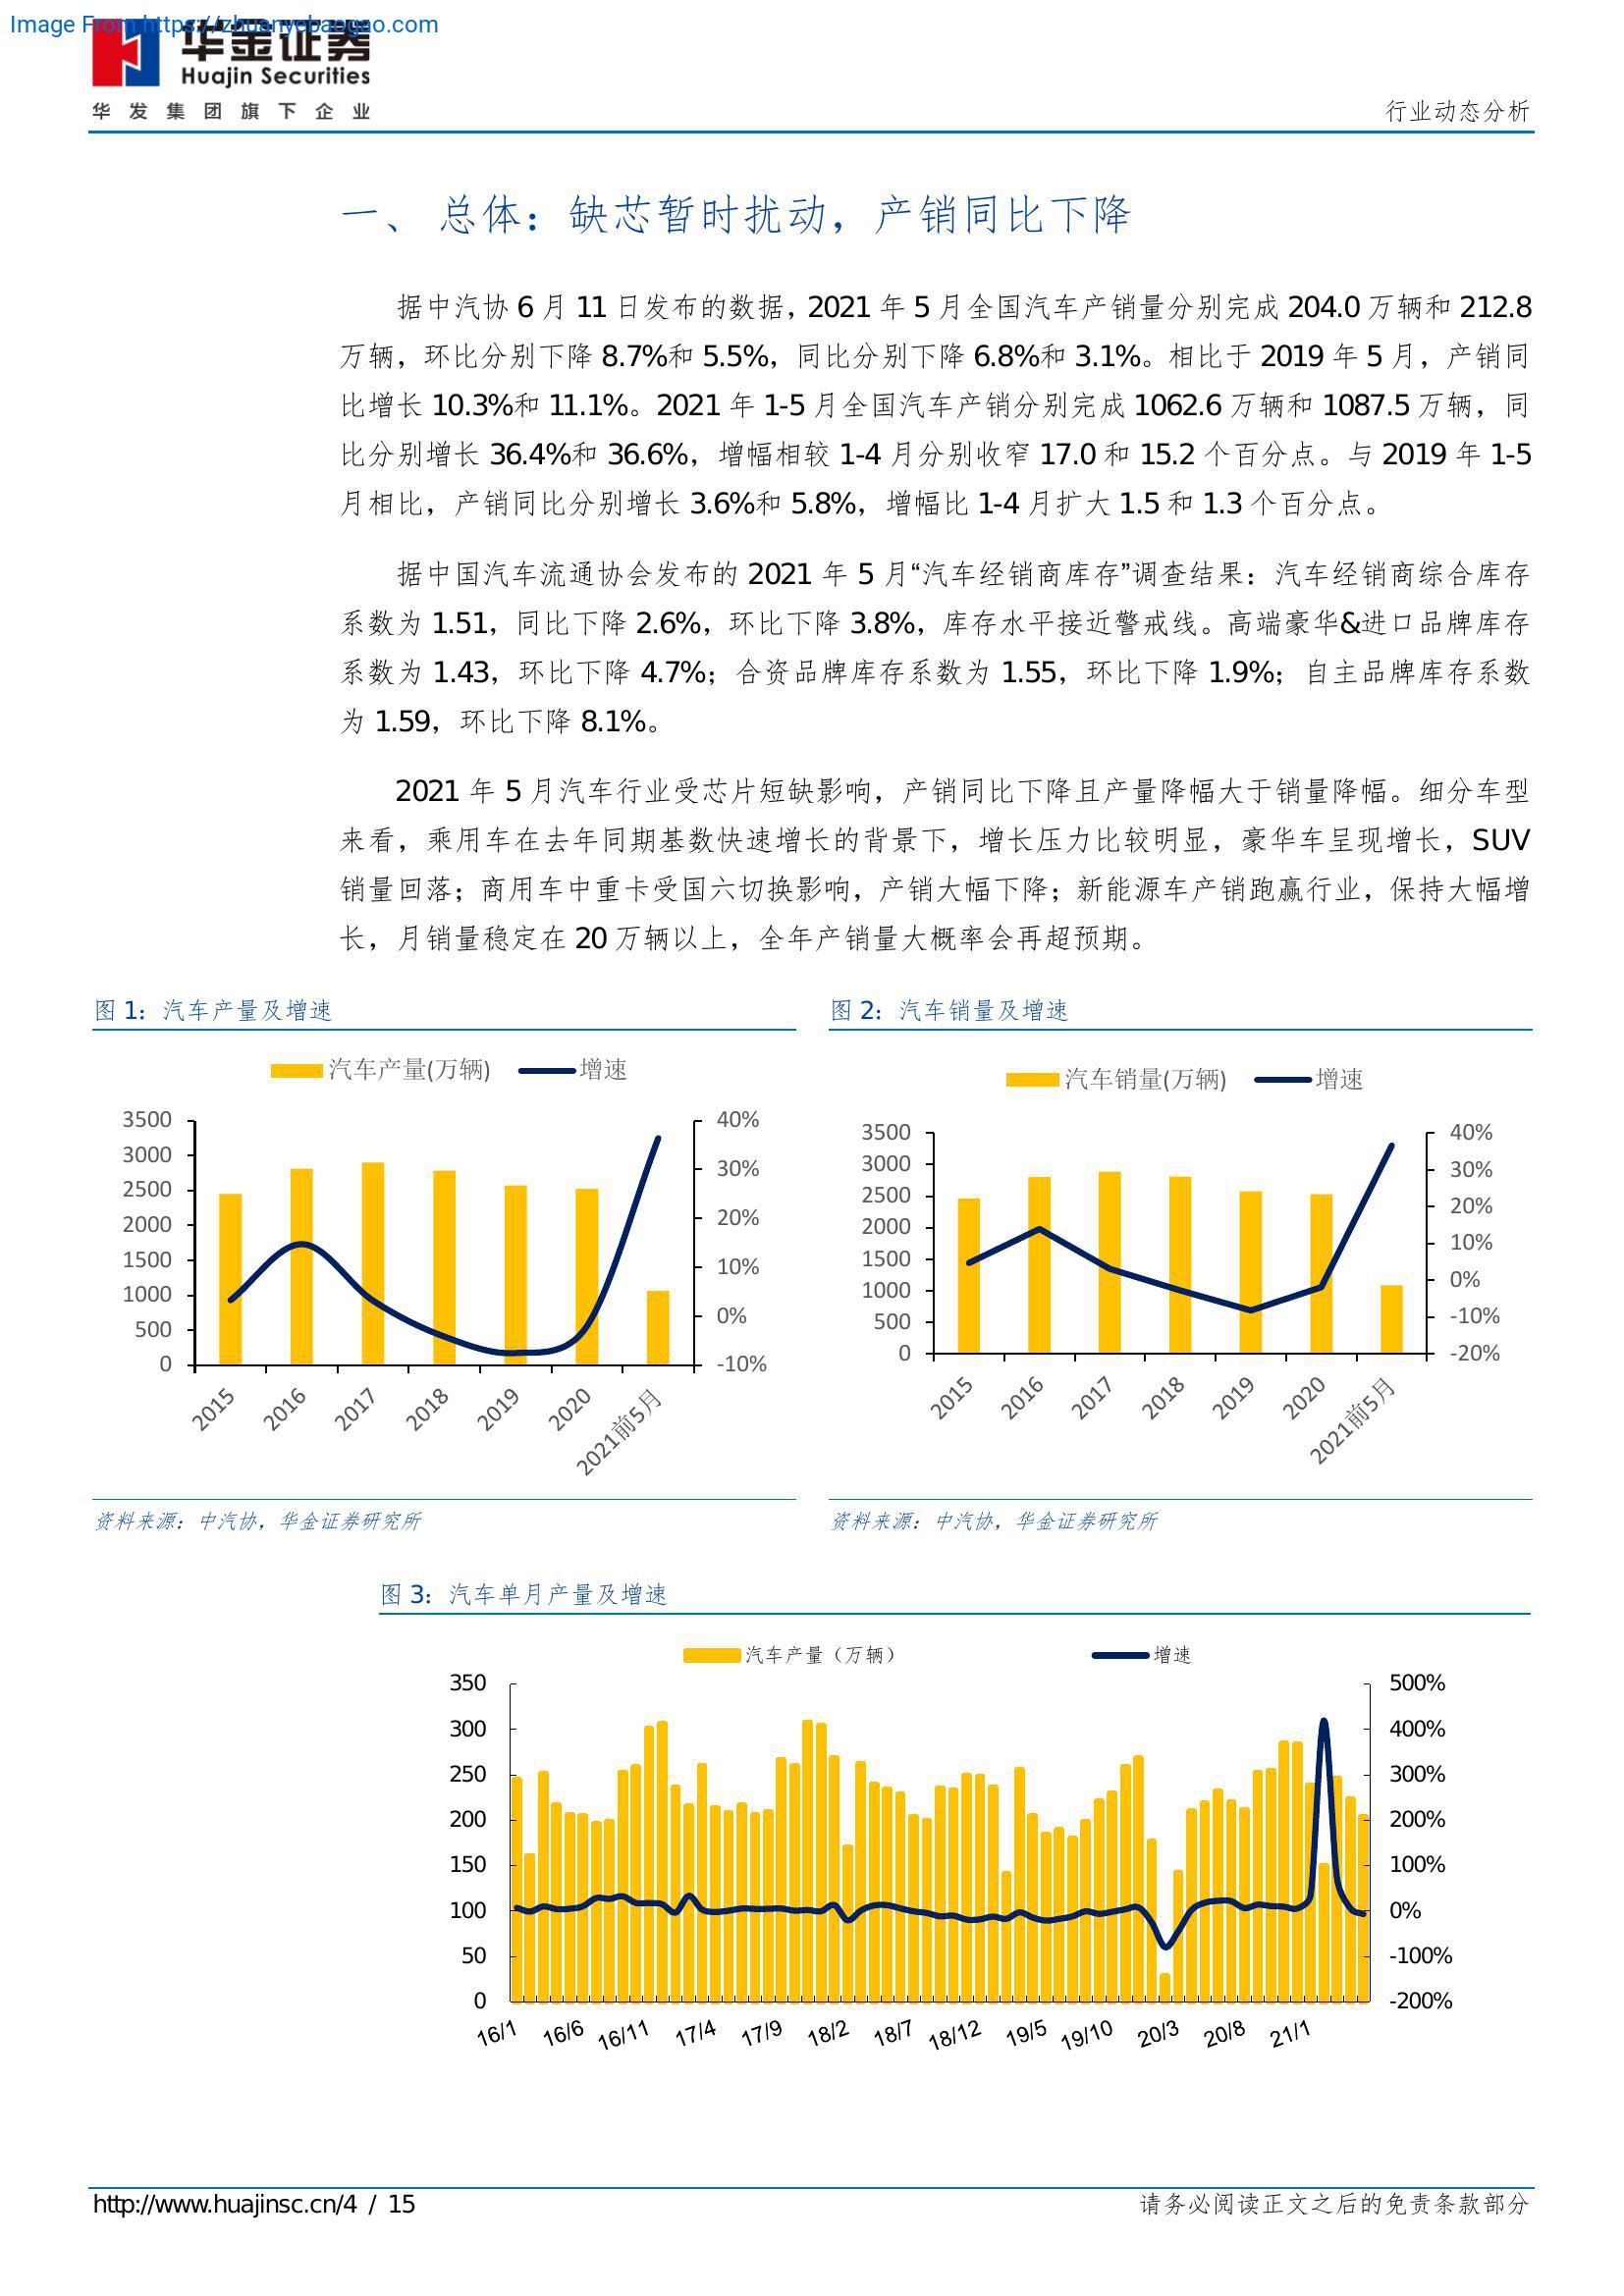 Image From https://zhuanyebaogao.com
华金证券
Huajin Securities
华发集团旗下企业
行业动态分析
一、 总体：缺芯暂时扰动，产销同比下降
据中汽协 6 月 11 日发布的数据，2021 年 5 月全国汽车产销量分别完成 204.0 万辆和 212.8
万辆，环比分别下降 8.7%和 5.5%，同比分别下降 6.8%和 3.1%。相比于 2019 年 5 月，产销同
比增长 10.3%和 11.1%。2021 年 1-5 月全国汽车产销分别完成 1062.6 万辆和 1087.5 万辆，同
比分别增长 36.4%和 36.6%，增幅相较 1-4 月分别收窄 17.0 和 15.2 个百分点。与 2019 年 1-5
月相比，产销同比分别增长 3.6%和 5.8%，增幅比 1-4 月扩大 1.5 和 1.3 个百分点。
据中国汽车流通协会发布的 2021 年 5 月“汽车经销商库存”调查结果：汽车经销商综合库存
系数为 1.51，同比下降 2.6%，环比下降 3.8%，库存水平接近警戒线。高端豪华&进口品牌库存
系数为 1.43，环比下降 4.7%；合资品牌库存系数为 1.55，环比下降 1.9%；自主品牌库存系数
为 1.59，环比下降 8.1%。
2021 年 5 月汽车行业受芯片短缺影响，产销同比下降且产量降幅大于销量降幅。细分车型
来看，乘用车在去年同期基数快速增长的背景下，增长压力比较明显，豪华车呈现增长，SUV
销量回落；商用车中重卡受国六切换影响，产销大幅下降；新能源车产销跑赢行业，保持大幅增
长，月销量稳定在 20 万辆以上，全年产销量大概率会再超预期。
图 1：汽车产量及增速
汽车产量(万辆) 增速
3500 40%
3000 30%
2500 20%
2000 10%
1500 0%
1000 -10%
500
0
2015 2016 2017 2018 2019 2020 2021前5月
资料来源：中汽协，华金证券研究所
图 2：汽车销量及增速
汽车销量(万辆) 增速
3500 40%
3000 30%
2500 20%
2000 10%
1500 0%
1000 -10%
500 -20%
0
2015 2016 2017 2018 2019 2020 2021前5月
资料来源：中汽协，华金证券研究所
图 3：汽车单月产量及增速
汽车产量（万辆） 增速
350 500%
300 400%
250 300%
200 200%
150 100%
100 0%
50 -100%
0 -200%
16/1 16/6 16/11 17/4 17/9 18/2 18/7 18/12 19/5 19/10 20/3 20/8 21/1
http://www.huajinsc.cn/4 / 15
请务必阅读正文之后的免责条款部分